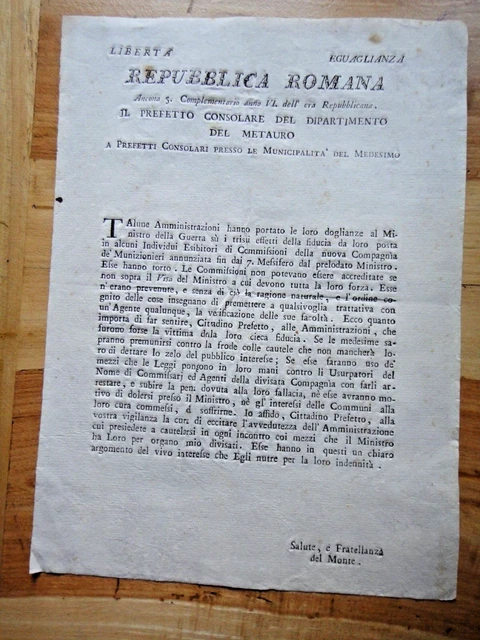 LIBERTÀ EGUAGLIANZA
REPUBBLICA ROMANA
Ancona 5. Complementario anno VI. dell' era Repubblicana.
IL PREFETTO CONSOLARE DEL DIPARTIMENTO
DEL METAURO
A PREFETTI CONSOLARI PRESSO LE MUNICIPALITA' DEL MEDESIMO
TAlune Amministrazioni hanno portato le loro doglianze al Mi-
nistro della Guerra sù i tristi effetti della fiducia da loro posta
in alcuni Individui Esibitori di Commissioni della nuova Compagnìa
de' Munizionieri annunziata fin dai 7. Messifero dal prelodato Ministro.
Esse hanno torto. Le Commissioni non potevano essere accreditate se
non sopra il Visa del Ministro a cui devono tutta la loro forza. Esse
n' erano prevenute, e senza di ciò la ragione naturale, e l'ordine co-
gnito delle cose insegnano di premettere a qualsivoglia trattativa con
un'Agente qualunque, la verificazione delle sue facoltà. Ecco quanto
importa di far sentire, Cittadino Prefetto, alle Amministrazioni, che
furono forse la vittima della loro cieca fiducia. Se le medesime sa-
pranno premunirsi contro la frode colle cautele che non mancherà lo-
ro di dettare lo zelo del pubblico interesse; Se esse faranno uso de'
mezzi che le Leggi pongono in loro mani contro li Usurpatori del
Nome di Commissarj ed Agenti della divisata Compagnìa con farli ar-
restare, e subire la pena dovuta alla loro fallacia, nè esse avranno mo-
tivo di dolersi presso il Ministro, nè gl' interessi delle Comuni alla
loro cura commessi, di soffrirne. Io affido, Cittadino Prefetto, alla
vostra vigilanza la cura di eccitare l'avvedutezza dell'Amministrazione
cui presiedete a cautelarsi in ogni incontro coi mezzi che il Ministro
ha Loro per organo mio divisati. Esse hanno in questi un chiaro
argomento del vivo interesse che Egli nutre per la loro indennità.
Salute, e Fratellanza
del Monte.